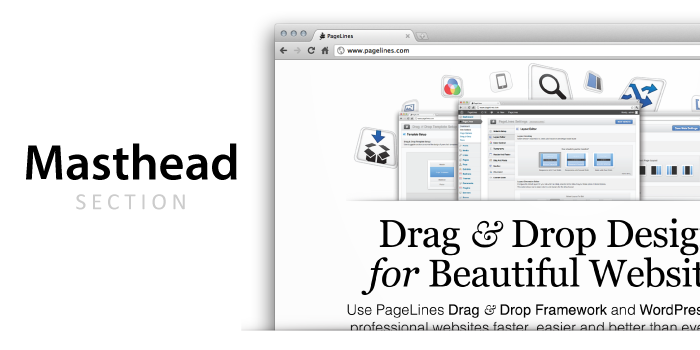 Masthead
SECTION
PageLines
www.pagelines.com
Drag & Drop Desig
for Beautiful Websit
Use PageLines Drag & Drop Framework and WordPres
professional websites faster, easier and better than eve